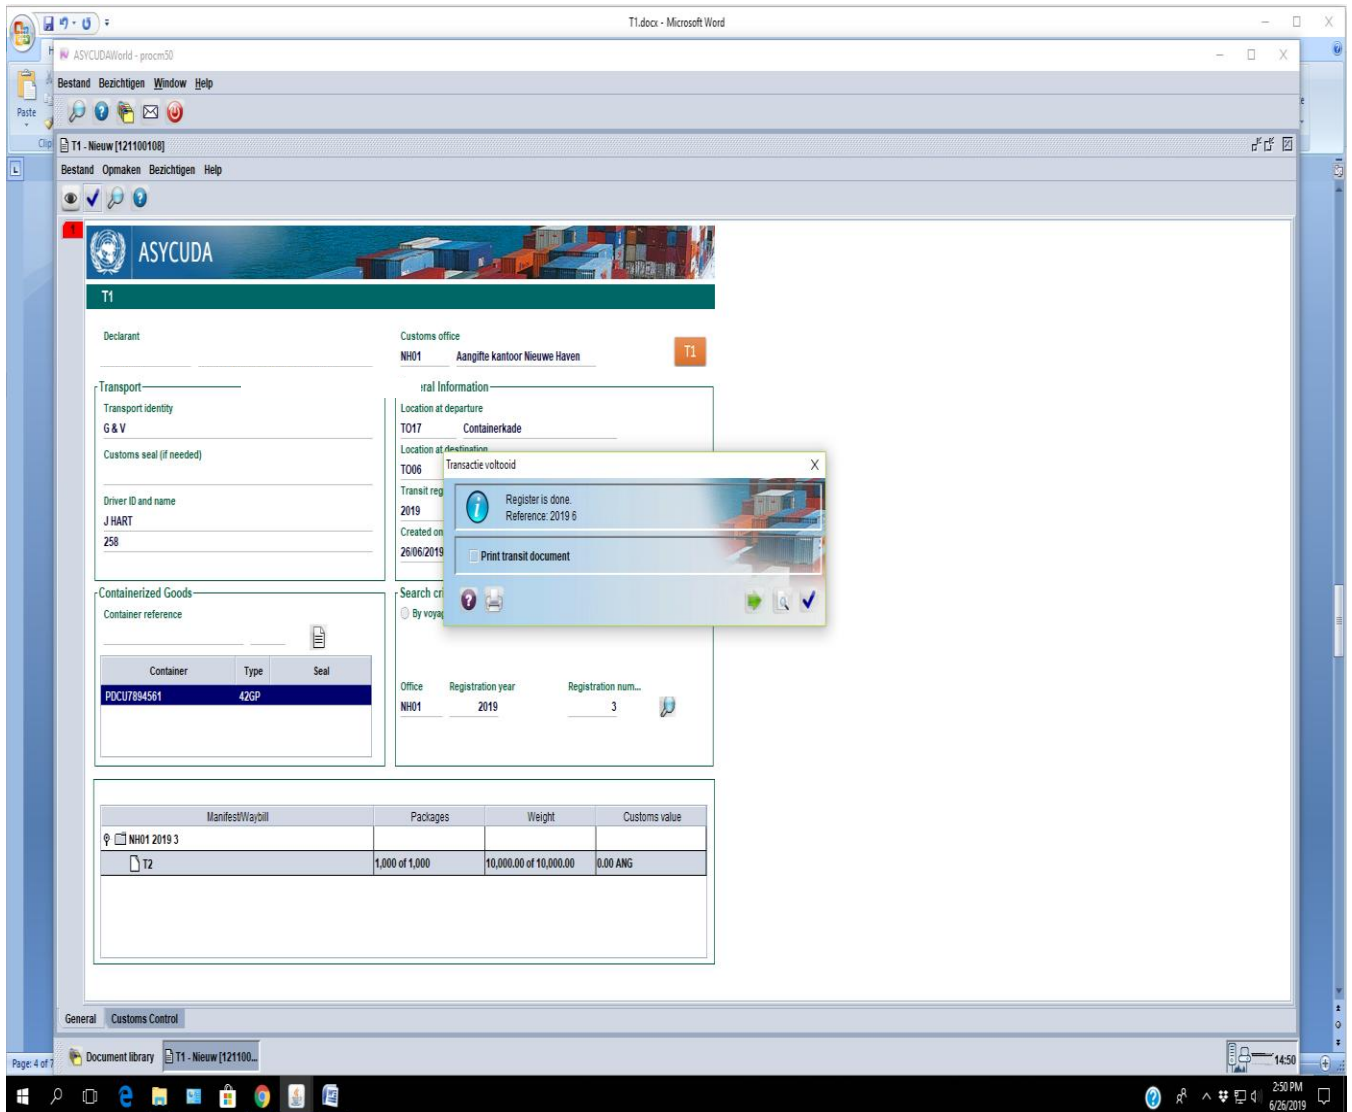 T1.docx - Microsoft Word
ASYCUDAWorld - procm50
Bestand Bezichtigen Window Help
Paste
T1 - Nieuw [121100108]
Bestand Opmaken Bezichtigen Help
1
ASYCUDA
T1
Declarant
Customs office
NH01 Aangifte kantoor Nieuwe Haven
T1
Transport
eral Information
Transport identity
Location at departure
G & V
TO17 Containerkade
Customs seal (if needed)
Location at destination
TO06
Transactie voltooid X
Driver ID and name
Transit reg
J HART
2019
Register is done.
Reference: 2019 6
258
Created on
26/06/2019
Print transit document
Containerized Goods
Search cri
Container reference
By voyag
Container Type Seal
PDCU7894561 42GP
Office Registration year Registration num...
NH01 2019 3
Manifest/Waybill Packages Weight Customs value
NH01 2019 3
T2 1,000 of 1,000 10,000.00 of 10,000.00 0.00 ANG
General Customs Control
Document library T1 - Nieuw [121100... 14:50
Page: 4 of 7
2:50 PM
6/26/2019